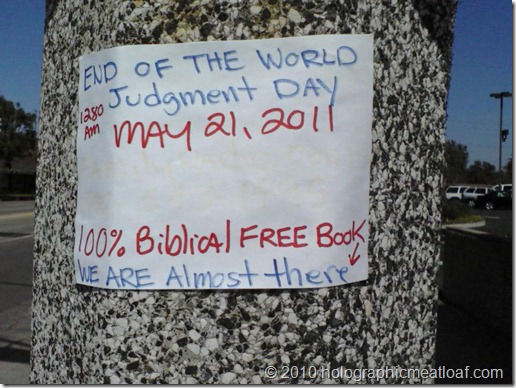 END OF THE WORLD
Judgment DAY
1280
Am
MAY 21, 2011
100% Biblical FREE Book
WE ARE Almost there
© 2010 holographicmeatloaf.com